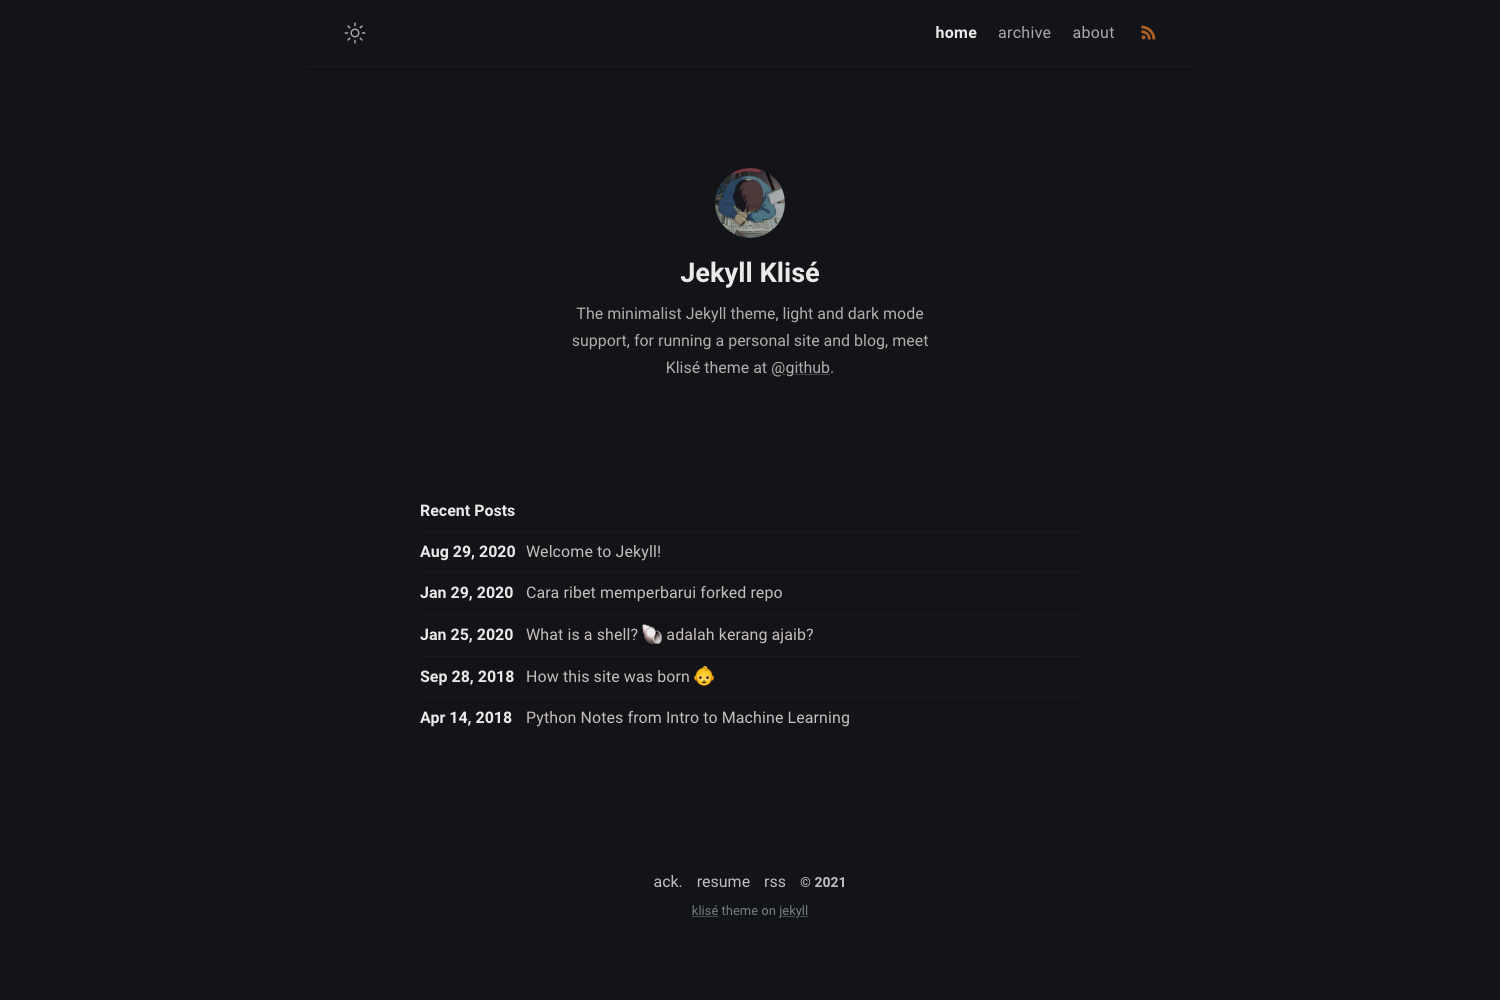 home archive about
Jekyll Klisé
The minimalist Jekyll theme, light and dark mode
support, for running a personal site and blog, meet
Klisé theme at @github.
Recent Posts
Aug 29, 2020 Welcome to Jekyll!
Jan 29, 2020 Cara ribet memperbarui forked repo
Jan 25, 2020 What is a shell? 🐚 adalah kerang ajaib?
Sep 28, 2018 How this site was born 👶
Apr 14, 2018 Python Notes from Intro to Machine Learning
ack. resume rss © 2021
klisé theme on jekyll